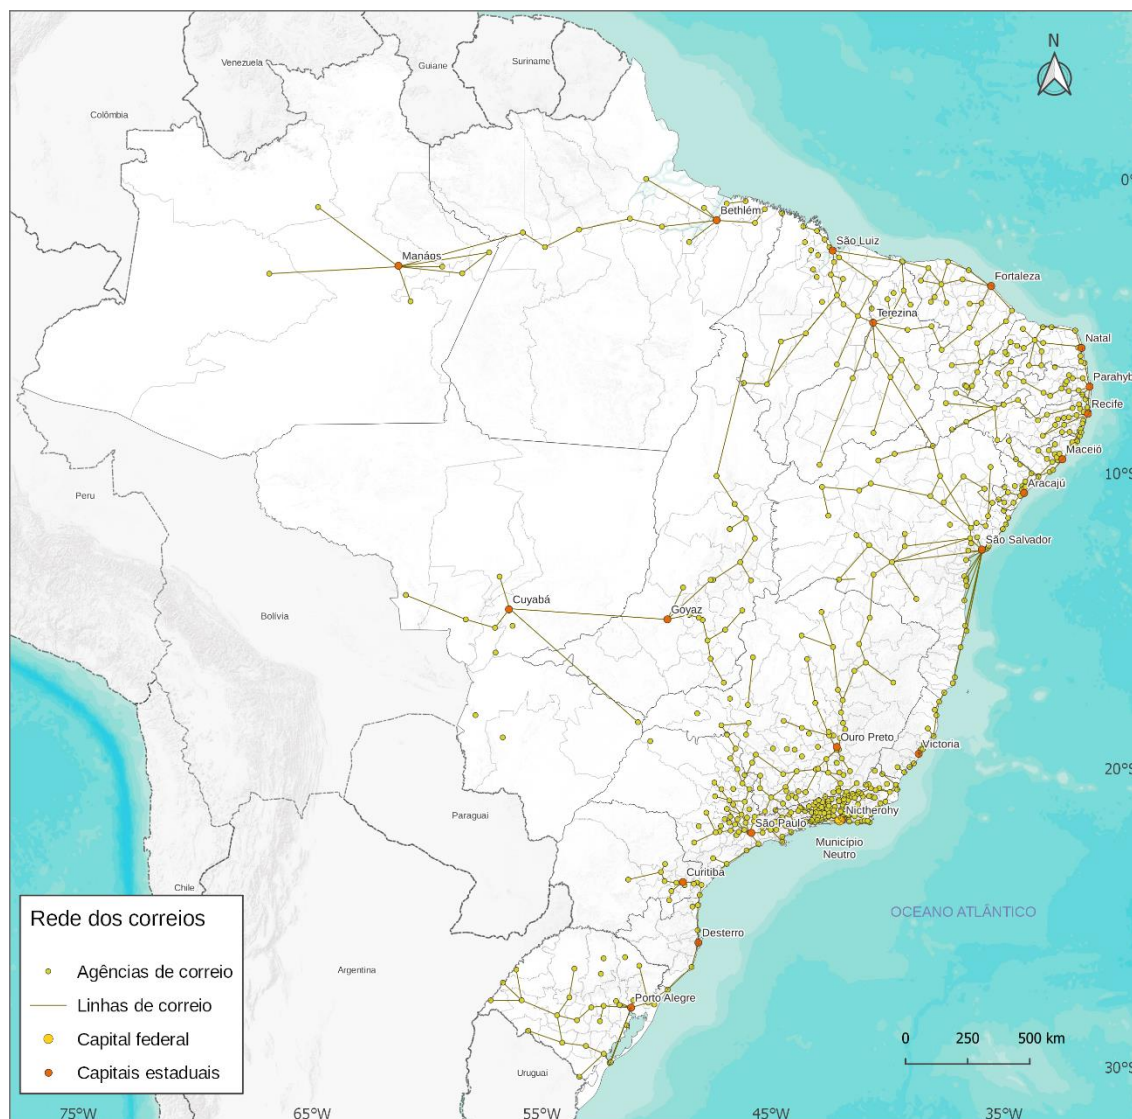 N
Venezuela
Guiane
Suriname
Colômbia
0°
Bethlém
São Luiz
Manáos
Fortaleza
Terezina
Natal
Parahyb
Recife
Maceió
10°S
Aracajú
Peru
São Salvador
Cuyabá
Goyaz
Bolívia
Ouro Preto
Victoria
20°S
Nictherohy
Paraguai
São Paulo
Município
Neutro
Curitiba
Chile
OCEANO ATLÂNTICO
Desterro
Argentina
Porto Alegre
Uruguai
Rede dos correios
Agências de correio
Linhas de correio
Capital federal
Capitais estaduais
0 250 500 km
30°S
75°W 65°W 55°W 45°W 35°W